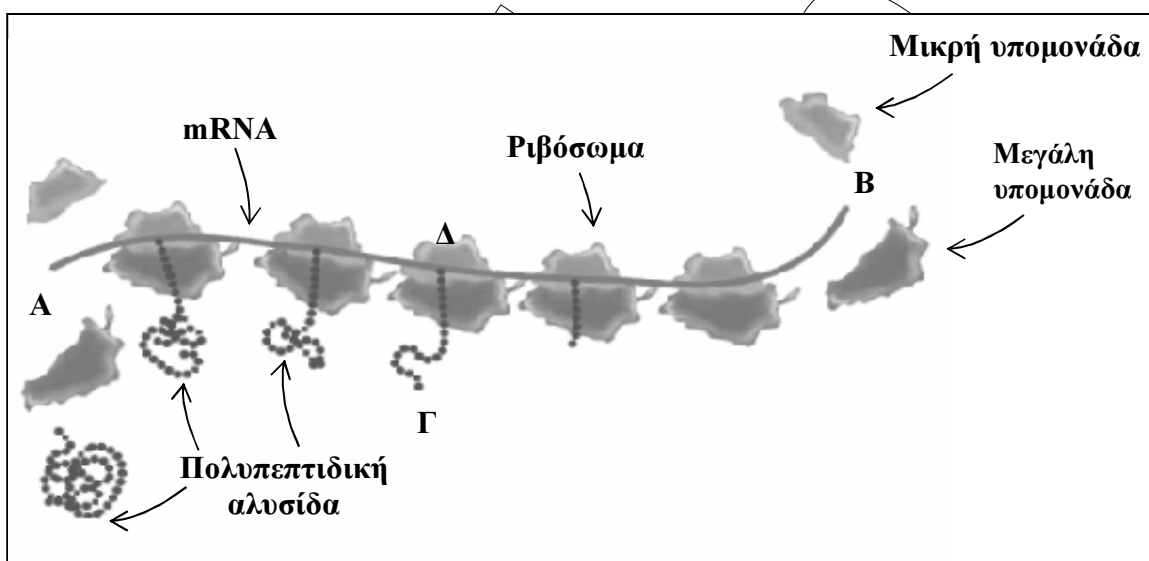 Μικρή υπομονάδα
mRNA
Ριβόσωμα
Μεγάλη
υπομονάδα
Β
Δ
Α
Γ
Πολυπεπτιδική
αλυσίδα